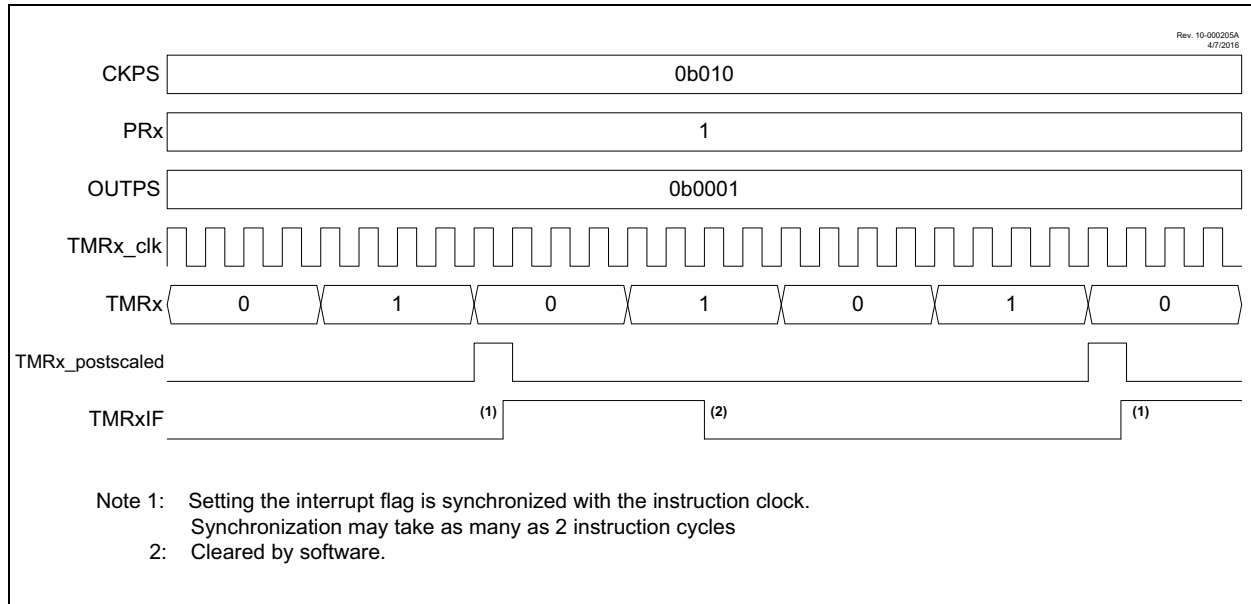 Rev. 10-000205A
4/7/2016
CKPS 0b010
PRx 1
OUTPS 0b0001
TMRx_clk
TMRx 0 1 0 1 0 1 0
TMRx_postscaled
TMRxIF (1) (2) (1)
Note 1: Setting the interrupt flag is synchronized with the instruction clock.
Synchronization may take as many as 2 instruction cycles
2: Cleared by software.